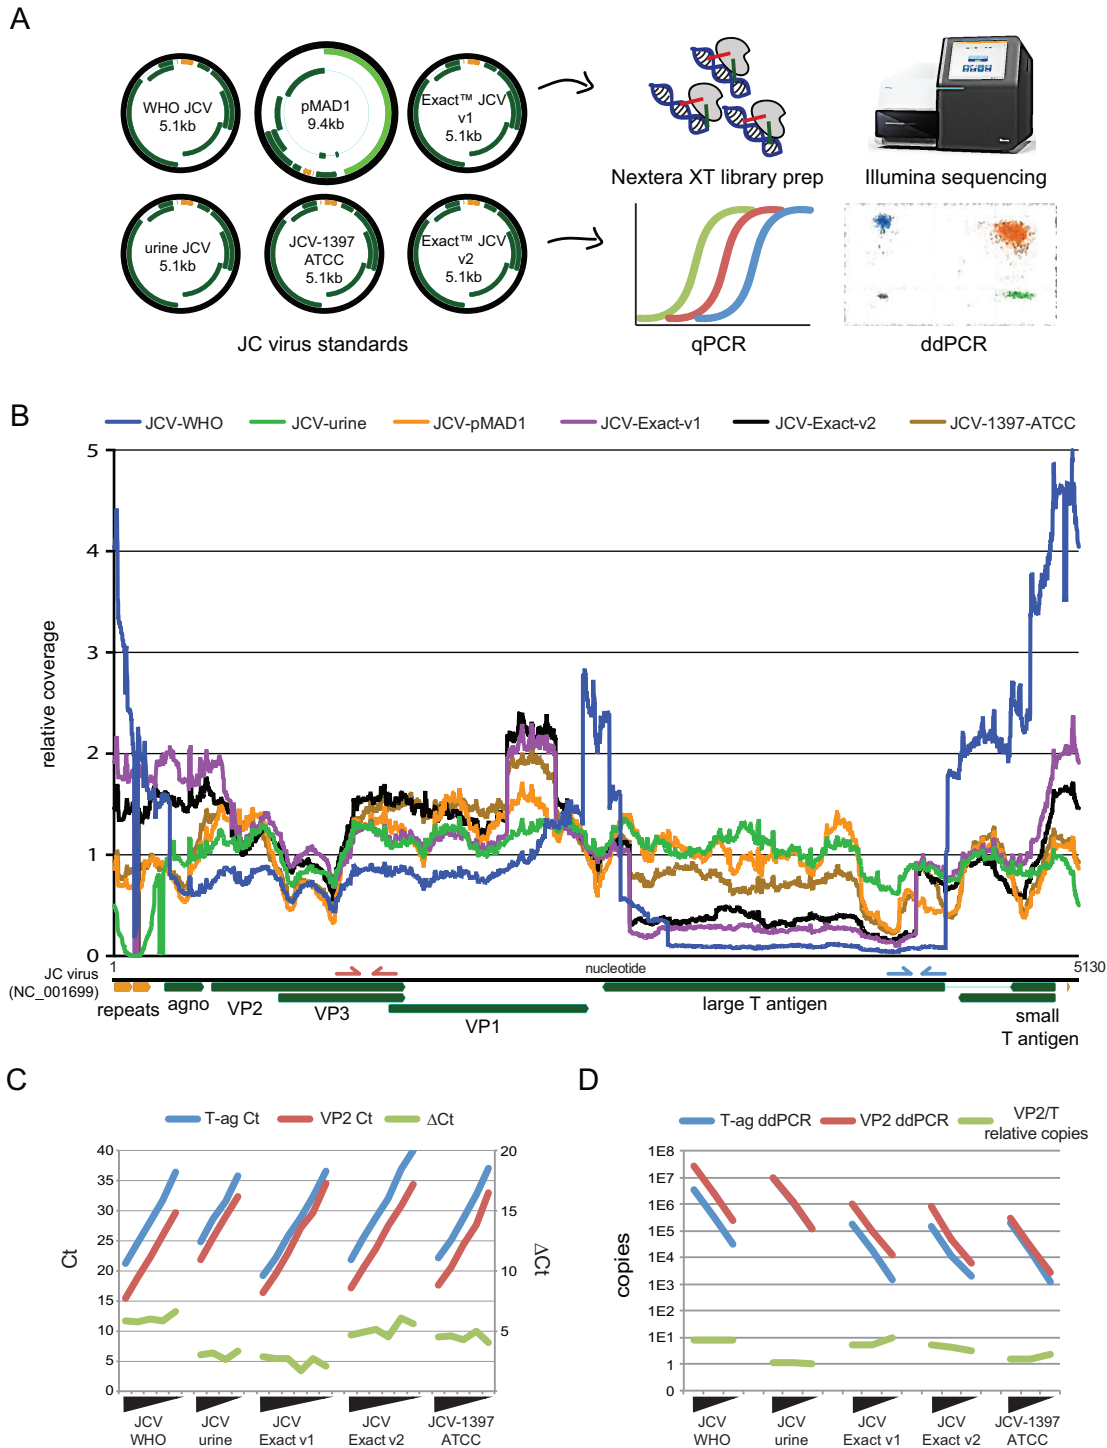 A
WHO JCV
5.1kb
pMAD1
9.4kb
Exact™ JCV
v1
5.1kb
urine JCV
5.1kb
JCV-1397
ATCC
5.1kb
Exact™ JCV
v2
5.1kb
JC virus standards
Nextera XT library prep
Illumina sequencing
qPCR
ddPCR
B
JCV-WHO
JCV-urine
JCV-pMAD1
JCV-Exact-v1
JCV-Exact-v2
JCV-1397-ATCC
relative coverage
5
4
3
2
1
0
1
nucleotide
5130
JC virus
(NC_001699)
repeats
agno
VP2
VP3
VP1
large T antigen
small
T antigen
C
T-ag Ct
VP2 Ct
ΔCt
Ct
40
35
30
25
20
15
10
5
0
20
15
10
5
0
ΔCt
JCV
WHO
JCV
urine
JCV
Exact v1
JCV
Exact v2
JCV-1397
ATCC
D
T-ag ddPCR
VP2 ddPCR
VP2/T
relative copies
copies
1E8
1E7
1E6
1E5
1E4
1E3
1E2
1E1
1
0
JCV
WHO
JCV
urine
JCV
Exact v1
JCV
Exact v2
JCV-1397
ATCC